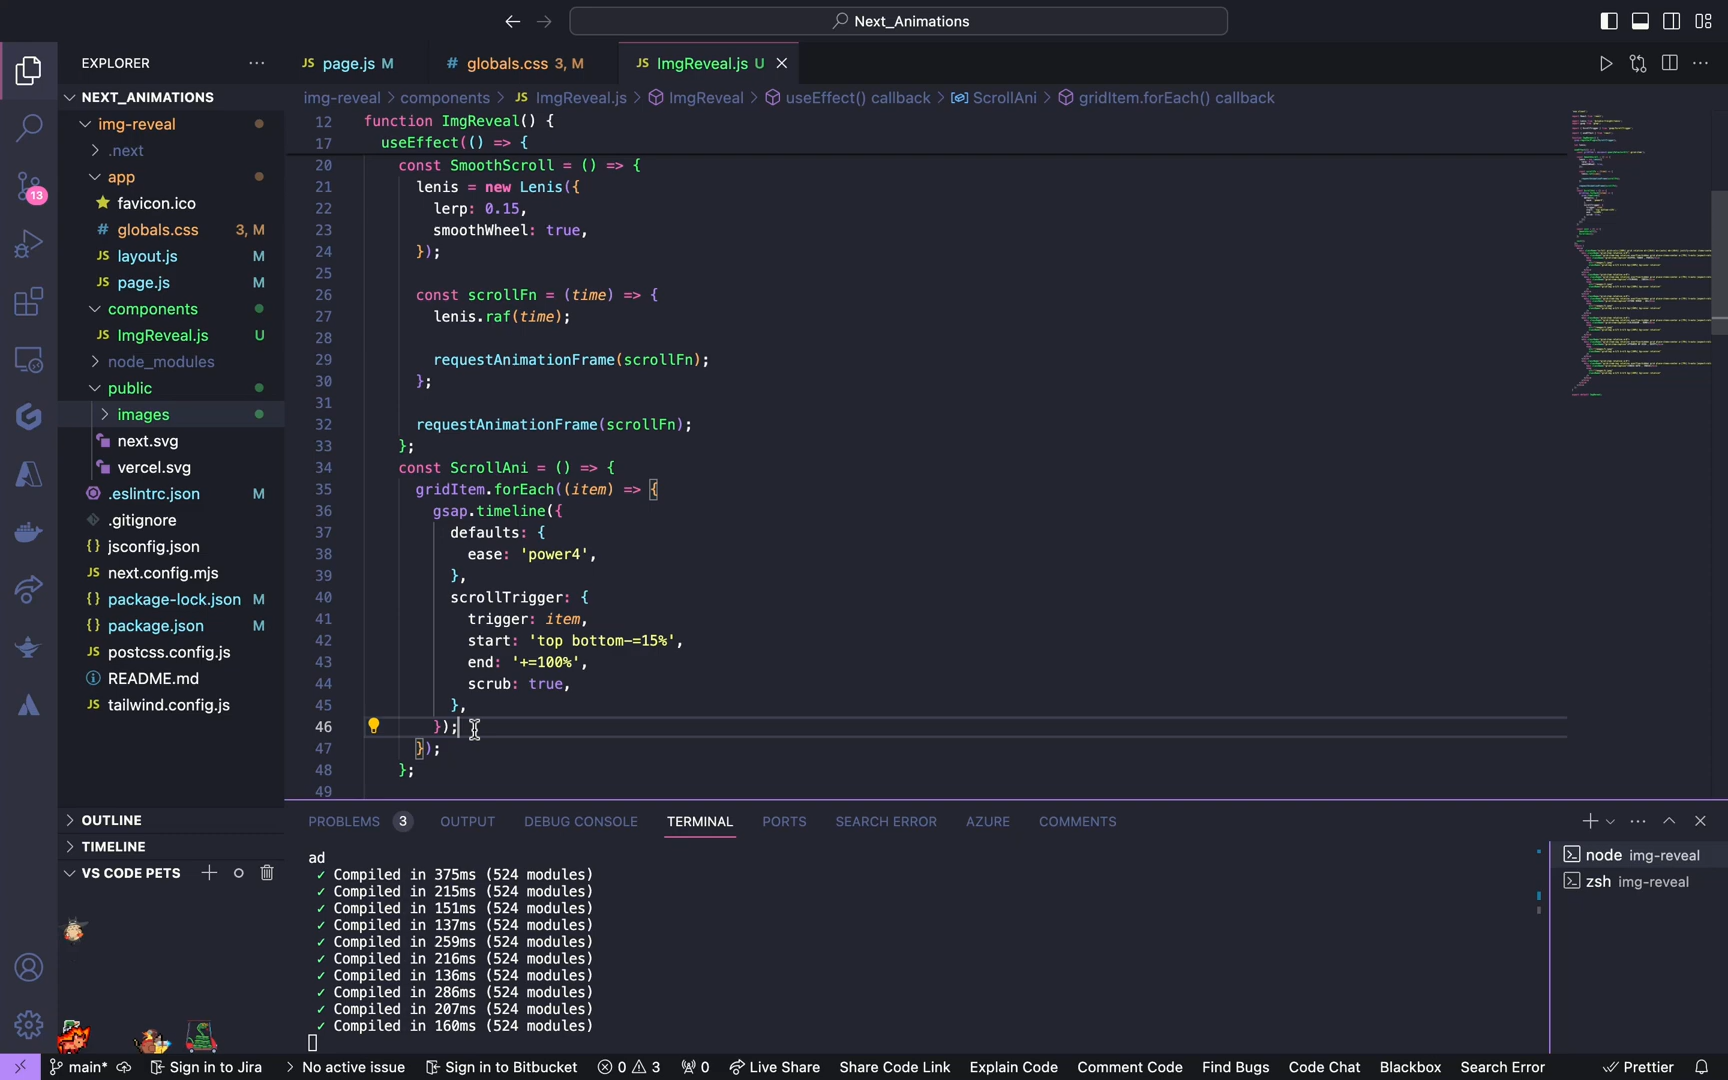 Next_Animations
EXPLORER
JS page.js M
# globals.css 3, M
JS ImgReveal.js U
NEXT_ANIMATIONS
img-reveal
.next
app
favicon.ico
# globals.css 3, M
JS layout.js M
JS page.js M
components
JS ImgReveal.js U
node_modules
public
images
next.svg
vercel.svg
.eslintrc.json M
.gitignore
{} jsconfig.json
JS next.config.mjs
{} package-lock.json M
{} package.json M
JS postcss.config.js
README.md
JS tailwind.config.js
OUTLINE
TIMELINE
VS CODE PETS
13
img-reveal > components > JS ImgReveal.js > ImgReveal > useEffect() callback > ScrollAni > gridItem.forEach() callback
12 function ImgReveal() {
17 useEffect(() => {
20 const SmoothScroll = () => {
21 lenis = new Lenis({
22 lerp: 0.15,
23 smoothWheel: true,
24 });
25
26 const scrollFn = (time) => {
27 lenis.raf(time);
28
29 requestAnimationFrame(scrollFn);
30 };
31
32 requestAnimationFrame(scrollFn);
33 };
34 const ScrollAni = () => {
35 gridItem.forEach((item) => {
36 gsap.timeline({
37 defaults: {
38 ease: 'power4',
39 },
40 scrollTrigger: {
41 trigger: item,
42 start: 'top bottom-=15%',
43 end: '+=100%',
44 scrub: true,
45 },
46 });
47 });
48 };
49
PROBLEMS 3 OUTPUT DEBUG CONSOLE TERMINAL PORTS SEARCH ERROR AZURE COMMENTS
ad
✓ Compiled in 375ms (524 modules)
✓ Compiled in 215ms (524 modules)
✓ Compiled in 151ms (524 modules)
✓ Compiled in 137ms (524 modules)
✓ Compiled in 259ms (524 modules)
✓ Compiled in 216ms (524 modules)
✓ Compiled in 136ms (524 modules)
✓ Compiled in 286ms (524 modules)
✓ Compiled in 207ms (524 modules)
✓ Compiled in 160ms (524 modules)
node img-reveal
zsh img-reveal
main* Sign in to Jira No active issue Sign in to Bitbucket 0 3 0 Live Share Share Code Link Explain Code Comment Code Find Bugs Code Chat Blackbox Search Error Prettier